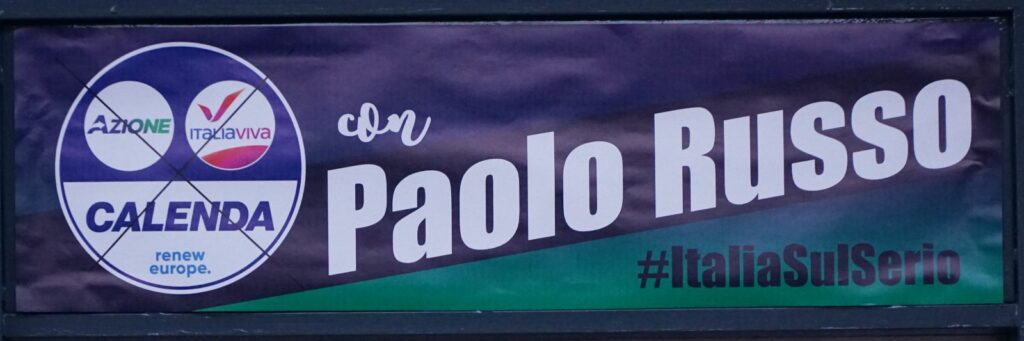 AZIONE
ITALIAVIVA
CALENDA
renew
europe.
con
Paolo Russo
#ItaliaSulSerio